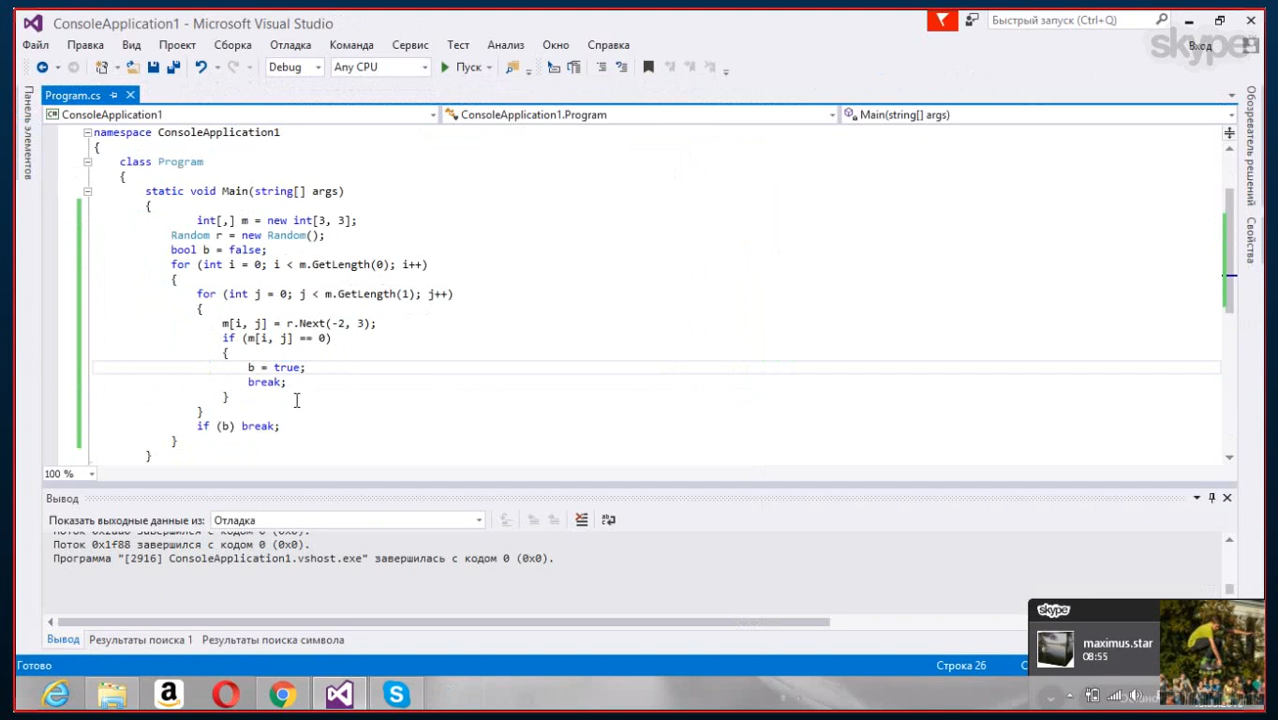 ConsoleApplication1 - Microsoft Visual Studio
Быстрый запуск (Ctrl+Q)
skype
Файл Правка Вид Проект Сборка Отладка Команда Сервис Тест Анализ Окно Справка
Вход
Debug Any CPU Пуск
Панель элементов
Program.cs
Обозреватель решений
Свойства
ConsoleApplication1 ConsoleApplication1.Program Main(string[] args)
namespace ConsoleApplication1
{
class Program
{
static void Main(string[] args)
{
int[,] m = new int[3, 3];
Random r = new Random();
bool b = false;
for (int i = 0; i < m.GetLength(0); i++)
{
for (int j = 0; j < m.GetLength(1); j++)
{
m[i, j] = r.Next(-2, 3);
if (m[i, j] == 0)
{
b = true;
break;
}
}
if (b) break;
}
}
100 %
Вывод
Показать выходные данные из: Отладка
завершился с кодом 0 (0x0).
Поток 0x1f88 завершился с кодом 0 (0x0).
Программа "[2916] ConsoleApplication1.vshost.exe" завершилась с кодом 0 (0x0).
Вывод Результаты поиска 1 Результаты поиска символа
Готово
Строка 26
skype
maximus.star
08:55